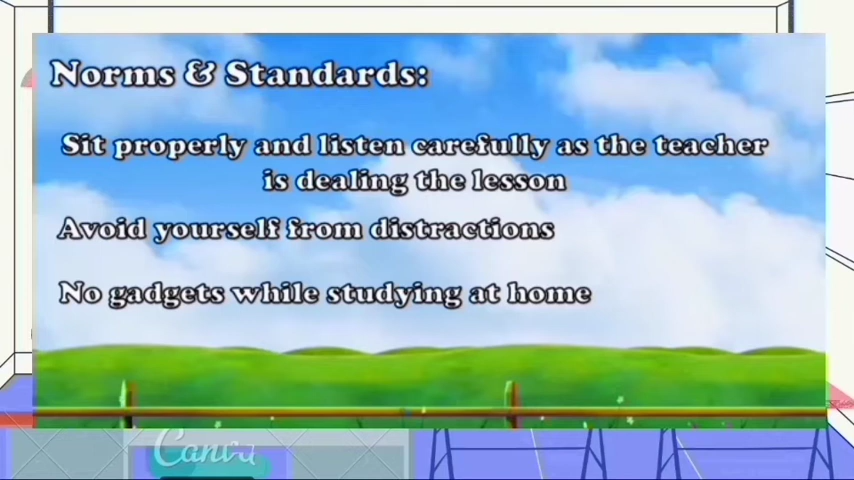 Norms & Standards:
Sit properly and listen carefully as the teacher
is dealing the lesson
Avoid yourself from distractions
No gadgets while studying at home
Canva